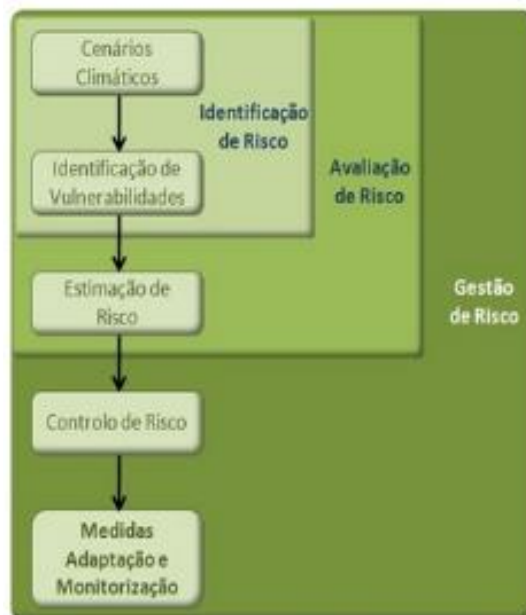 Cenários
Climáticos
Identificação
de Risco
Identificação de
Vulnerabilidades
Avaliação
de Risco
Estimação de
Risco
Gestão
de Risco
Controlo de Risco
Medidas
Adaptação e
Monitorização